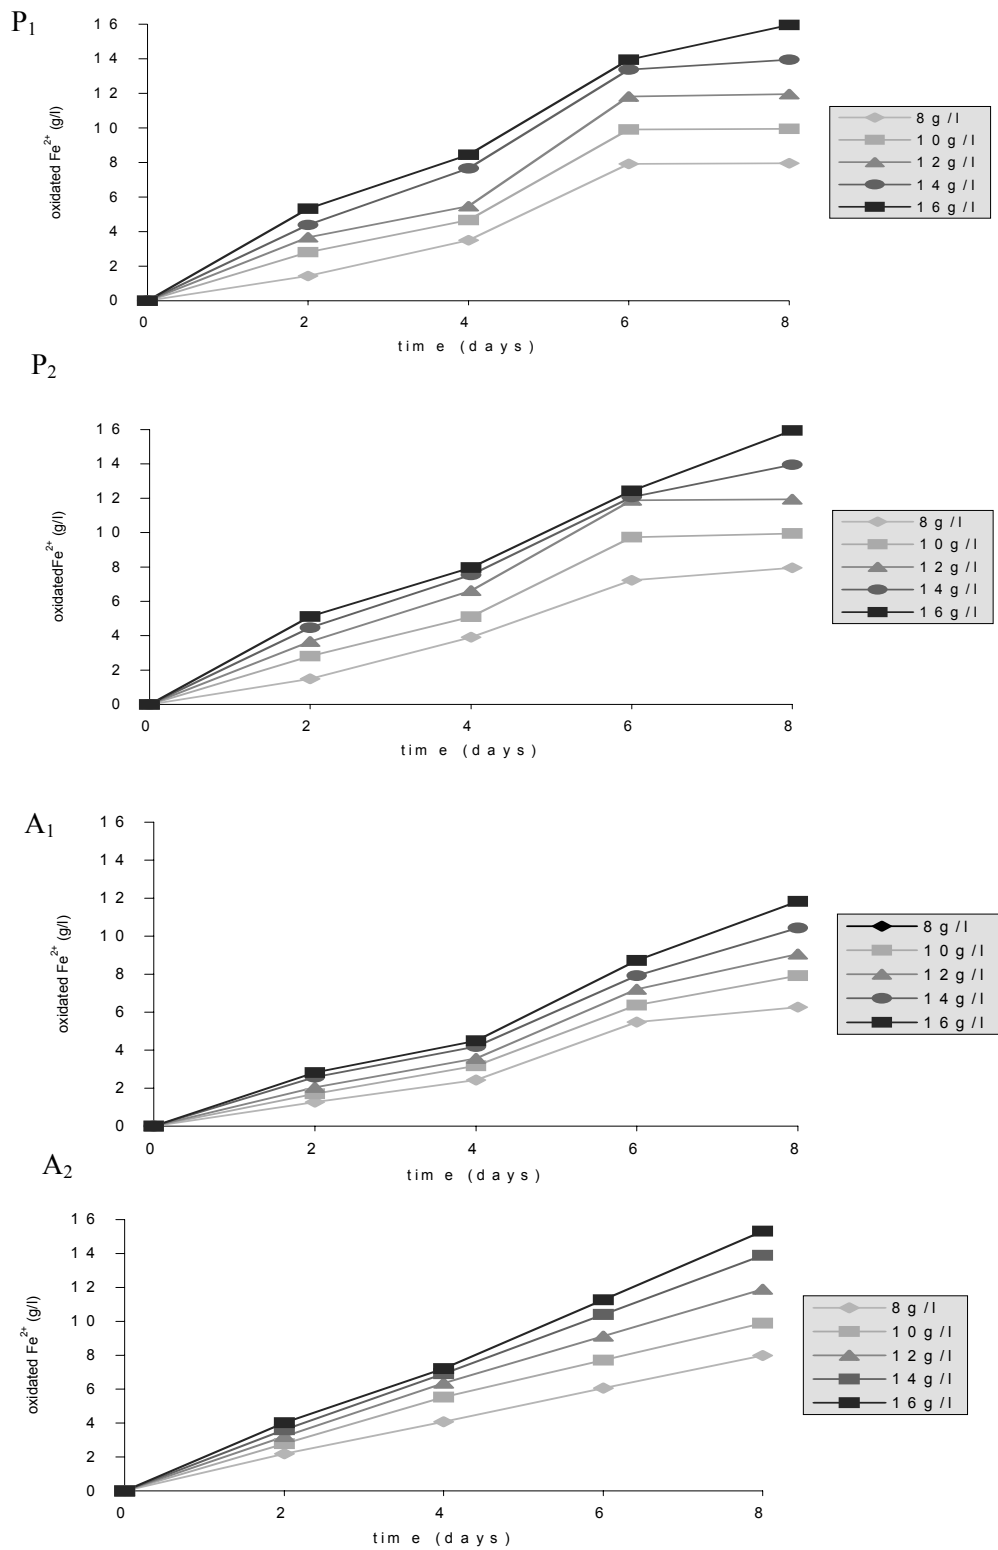 P₁
16
14
12
10
8
6
4
2
0
oxidated Fe²⁺ (g/l)
0 2 4 6 8
time (days)
8 g/l
10 g/l
12 g/l
14 g/l
16 g/l
P₂
16
14
12
10
8
6
4
2
0
oxidatedFe²⁺ (g/l)
0 2 4 6 8
time (days)
8 g/l
10 g/l
12 g/l
14 g/l
16 g/l
A₁
16
14
12
10
8
6
4
2
0
oxidated Fe²⁺ (g/l)
0 2 4 6 8
time (days)
8 g/l
10 g/l
12 g/l
14 g/l
16 g/l
A₂
16
14
12
10
8
6
4
2
0
oxidated Fe²⁺ (g/l)
0 2 4 6 8
time (days)
8 g/l
10 g/l
12 g/l
14 g/l
16 g/l